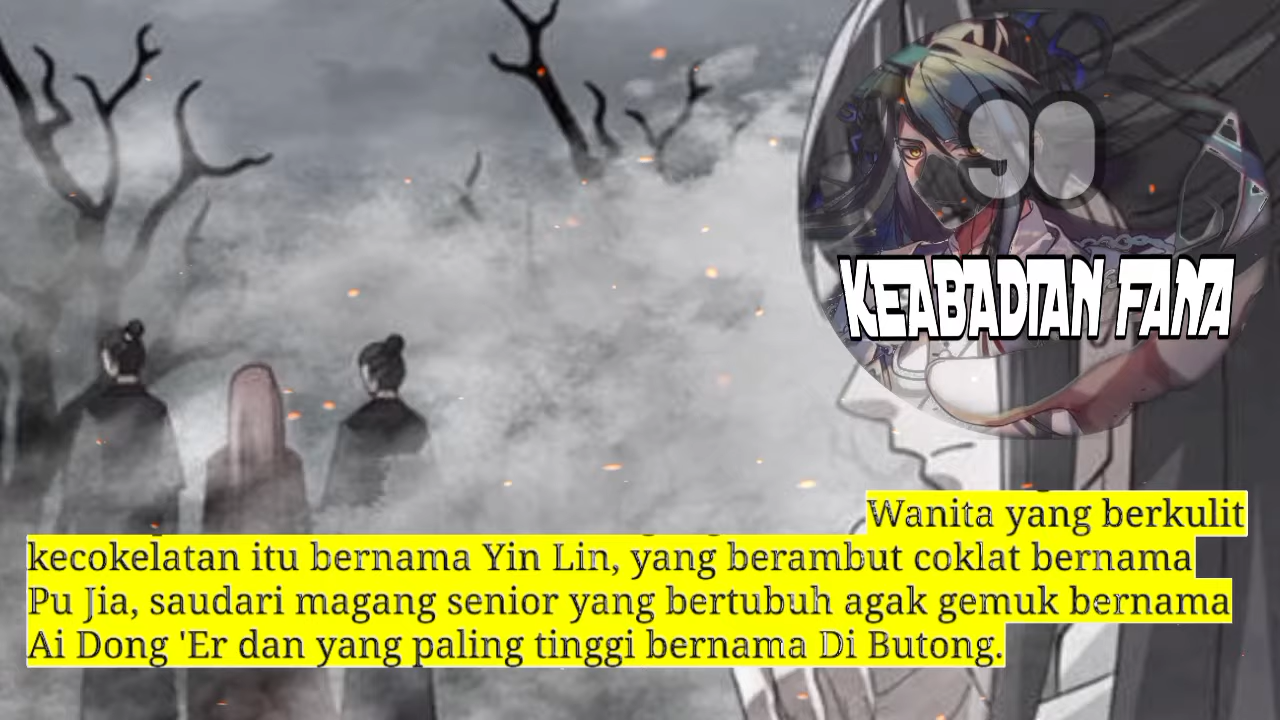 90
KEABADIAN FANA
Wanita yang berkulit
kecokelatan itu bernama Yin Lin, yang berambut coklat bernama
Pu Jia, saudari magang senior yang bertubuh agak gemuk bernama
Ai Dong 'Er dan yang paling tinggi bernama Di Butong.